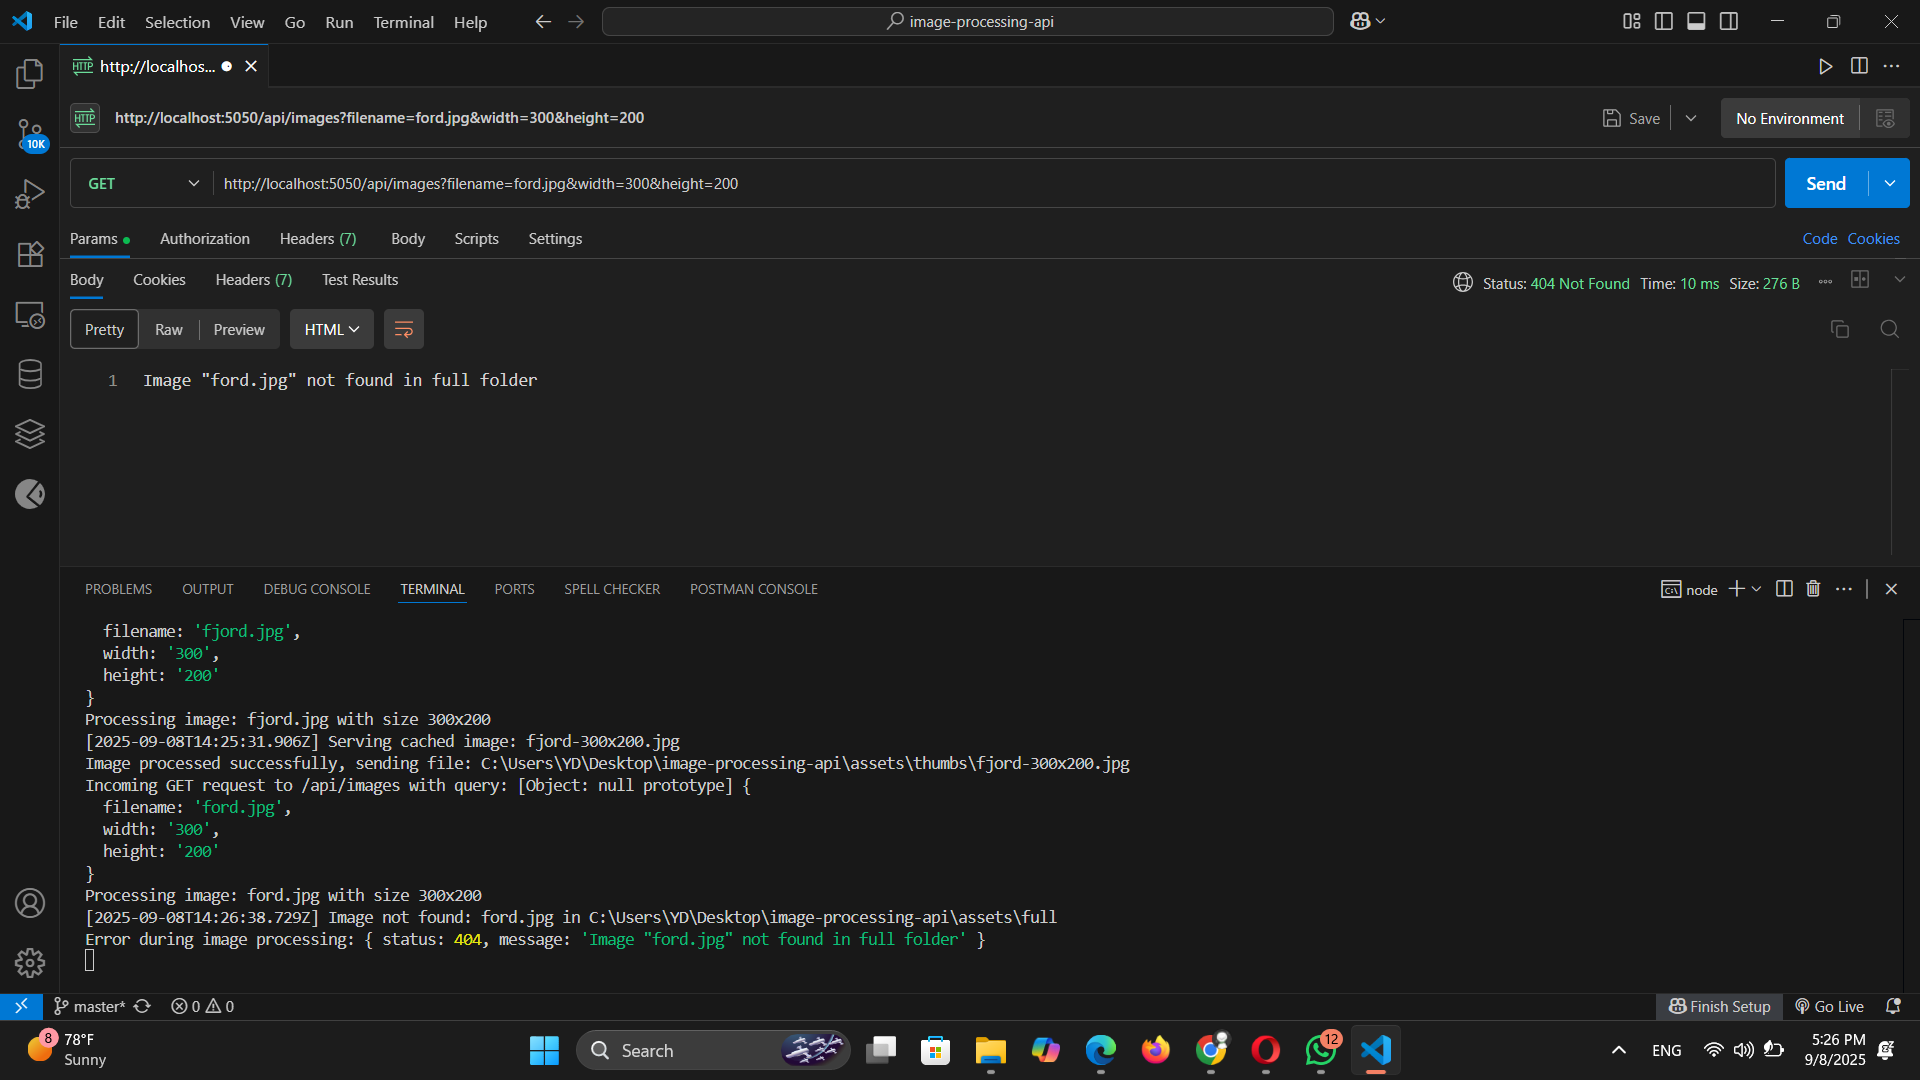 File Edit Selection View Go Run Terminal Help
image-processing-api
HTTP http://localhos...
HTTP http://localhost:5050/api/images?filename=ford.jpg&width=300&height=200
Save
No Environment
10K
GET http://localhost:5050/api/images?filename=ford.jpg&width=300&height=200
Send
Params Authorization Headers (7) Body Scripts Settings
Code Cookies
Body Cookies Headers (7) Test Results
Status: 404 Not Found Time: 10 ms Size: 276 B
Pretty Raw Preview HTML
1 Image "ford.jpg" not found in full folder
PROBLEMS OUTPUT DEBUG CONSOLE TERMINAL PORTS SPELL CHECKER POSTMAN CONSOLE
node
filename: 'fjord.jpg',
width: '300',
height: '200'
}
Processing image: fjord.jpg with size 300x200
[2025-09-08T14:25:31.906Z] Serving cached image: fjord-300x200.jpg
Image processed successfully, sending file: C:\Users\YD\Desktop\image-processing-api\assets\thumbs\fjord-300x200.jpg
Incoming GET request to /api/images with query: [Object: null prototype] {
filename: 'ford.jpg',
width: '300',
height: '200'
}
Processing image: ford.jpg with size 300x200
[2025-09-08T14:26:38.729Z] Image not found: ford.jpg in C:\Users\YD\Desktop\image-processing-api\assets\full
Error during image processing: { status: 404, message: 'Image "ford.jpg" not found in full folder' }
master* 0 0
Finish Setup Go Live
8 78°F
Sunny
Search
12
ENG
5:26 PM
9/8/2025